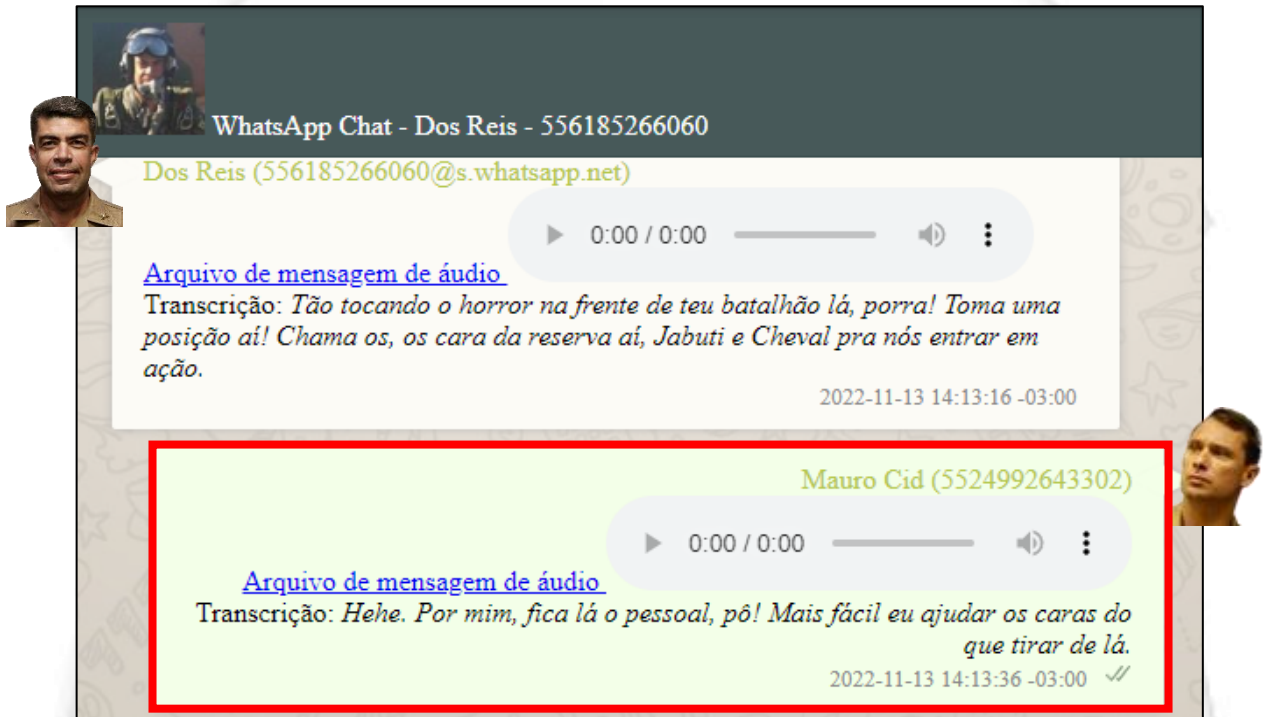 WhatsApp Chat - Dos Reis - 556185266060
Dos Reis (556185266060@s.whatsapp.net)
0:00 / 0:00
Arquivo de mensagem de áudio
Transcrição: Tão tocando o horror na frente de teu batalhão lá, porra! Toma uma
posição aí! Chama os, os cara da reserva aí, Jabuti e Cheval pra nós entrar em
ação.
2022-11-13 14:13:16 -03:00
Mauro Cid (5524992643302)
0:00 / 0:00
Arquivo de mensagem de áudio
Transcrição: Hehe. Por mim, fica lá o pessoal, pô! Mais fácil eu ajudar os caras do
que tirar de lá.
2022-11-13 14:13:36 -03:00